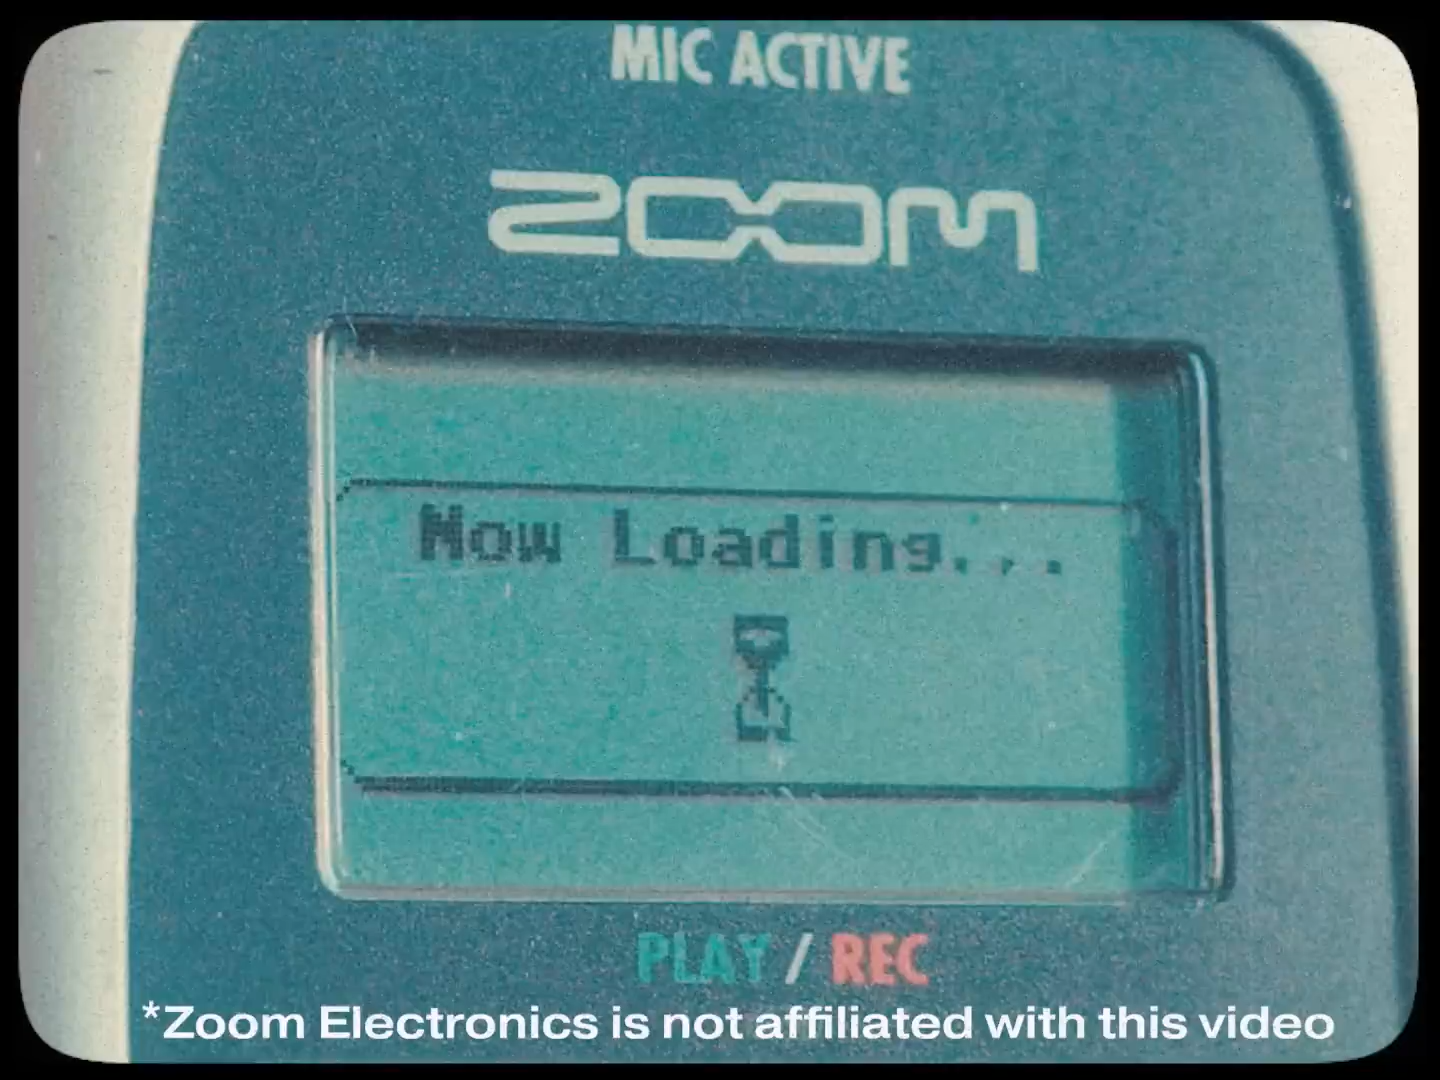 MIC ACTIVE
ZOOM
Now Loading...
PLAY / REC
*Zoom Electronics is not affiliated with this video